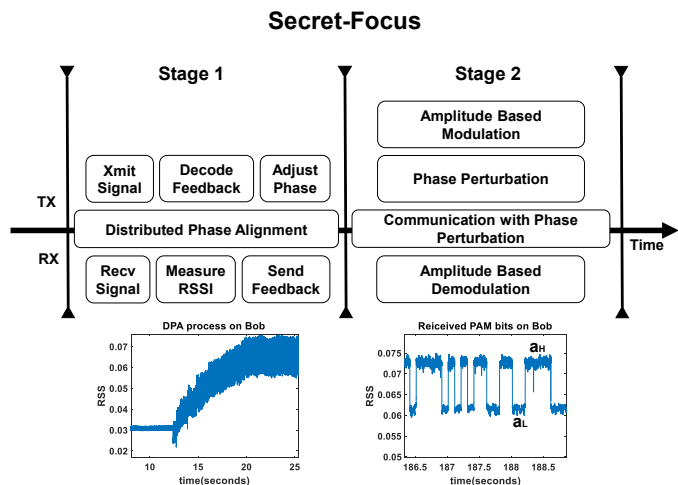 Secret-Focus
Stage 1
Stage 2
Amplitude Based
Modulation
Xmit
Signal
Decode
Feedback
Adjust
Phase
Phase Perturbation
TX
Distributed Phase Alignment
Communication with Phase
Perturbation
Time
RX
Recv
Signal
Measure
RSSI
Send
Feedback
Amplitude Based
Demodulation
DPA process on Bob
0.07
0.06
0.05
0.04
0.03
0.02
RSS
10
15
20
25
time(seconds)
Reiceived PAM bits on Bob
aH
aL
0.075
0.07
0.065
0.06
0.055
0.05
RSS
186.5
187
187.5
188
188.5
time(seconds)